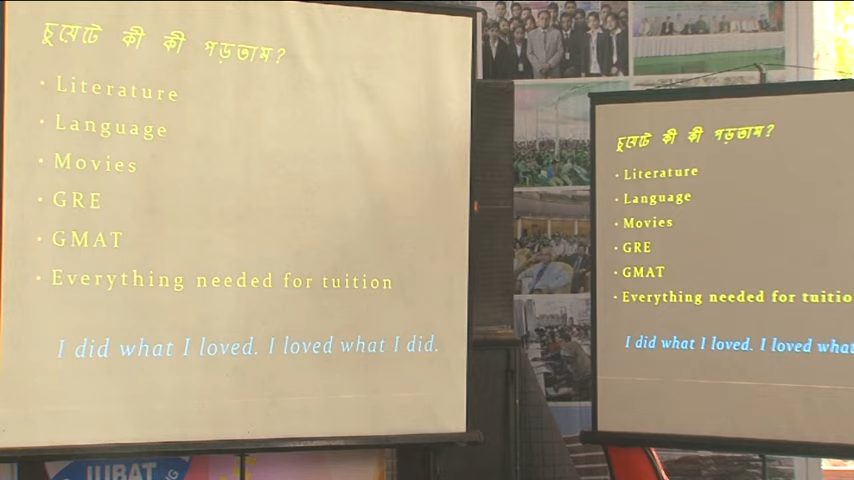 চুয়েটে কী কী পড়তাম?
• Literature
• Language
• Movies
• GRE
• GMAT
• Everything needed for tuition
I did what I loved. I loved what I did.
চুয়েটে কী কী পড়তাম?
• Literature
• Language
• Movies
• GRE
• GMAT
• Everything needed for tuitio
I did what I loved. I loved what
IUBAT